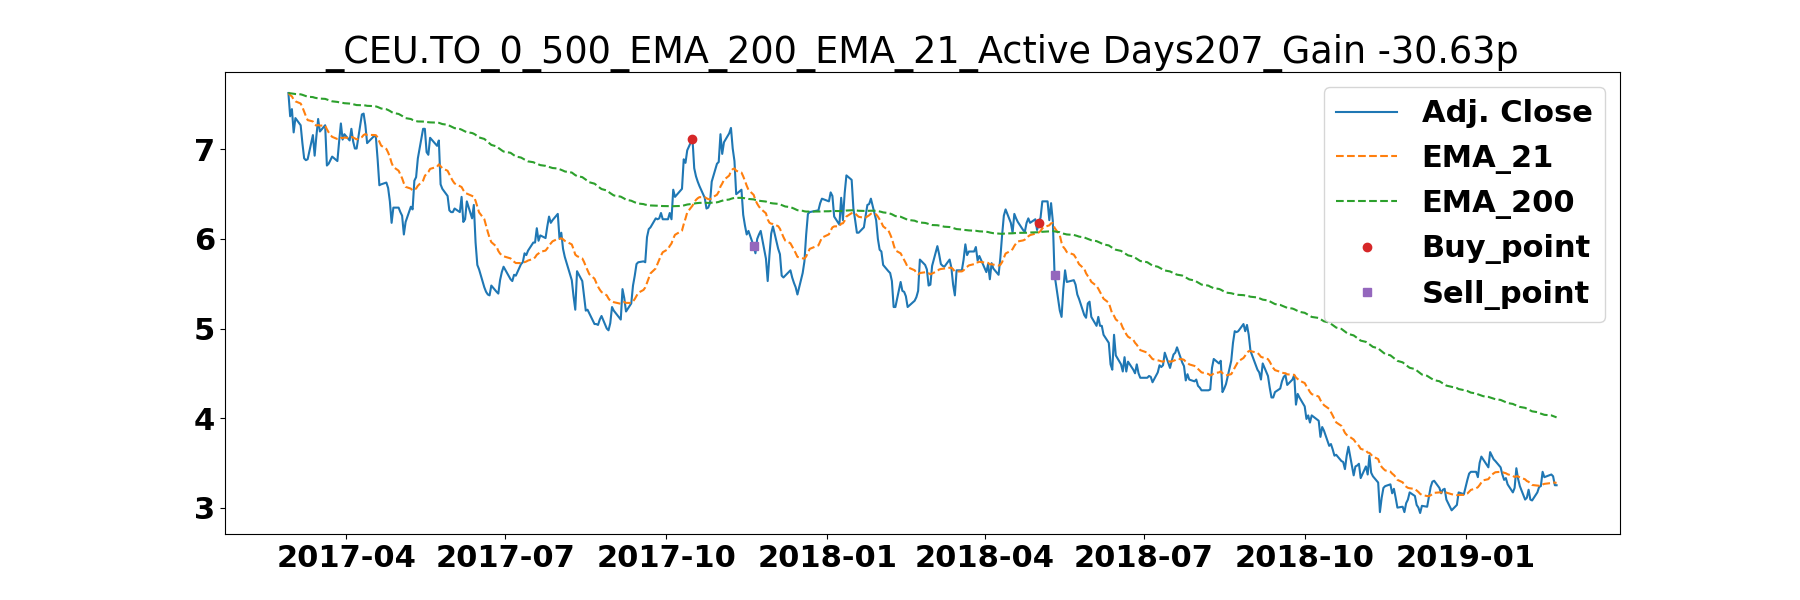 _CEU.TO_0_500_EMA_200_EMA_21_Active Days207_Gain -30.63p
Adj. Close
EMA_21
EMA_200
Buy_point
Sell_point
7
6
5
4
3
2017-04 2017-07 2017-10 2018-01 2018-04 2018-07 2018-10 2019-01